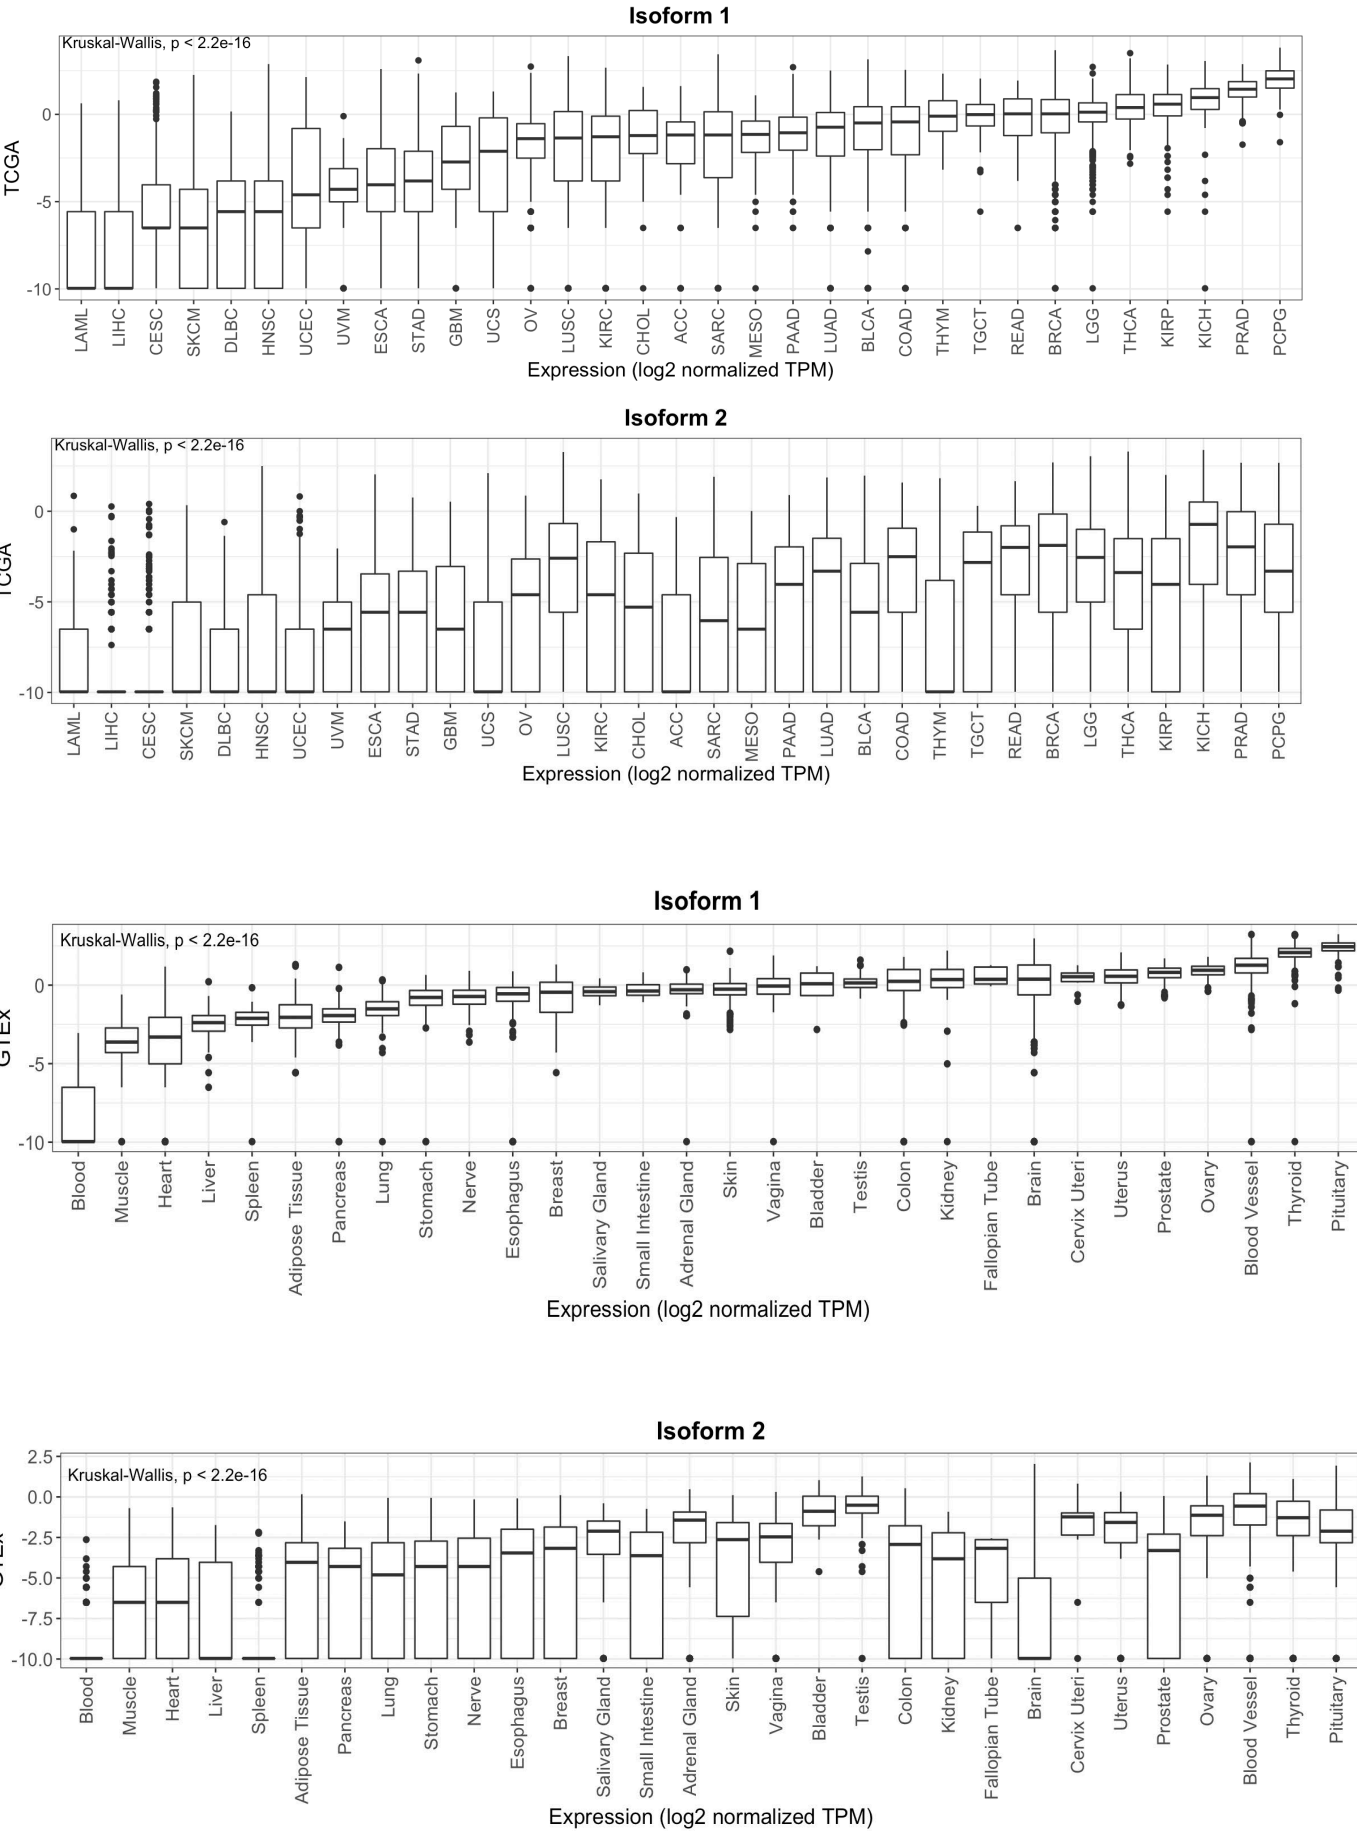 Isoform 1
Kruskal-Wallis, p < 2.2e-16
TCGA
0
-5
-10
LAML LIHC CESC SKCM DLBC HNSC UCEC UVM ESCA STAD GBM UCS OV LUSC KIRC CHOL ACC SARC MESO PAAD LUAD BLCA COAD THYM TGCT READ BRCA LGG THCA KIRP KICH PRAD PCPG
Expression (log2 normalized TPM)
Isoform 2
Kruskal-Wallis, p < 2.2e-16
TCGA
0
-5
-10
LAML LIHC CESC SKCM DLBC HNSC UCEC UVM ESCA STAD GBM UCS OV LUSC KIRC CHOL ACC SARC MESO PAAD LUAD BLCA COAD THYM TGCT READ BRCA LGG THCA KIRP KICH PRAD PCPG
Expression (log2 normalized TPM)
Isoform 1
Kruskal-Wallis, p < 2.2e-16
GTEx
0
-5
-10
Blood Muscle Heart Liver Spleen Adipose Tissue Pancreas Lung Stomach Nerve Esophagus Breast Salivary Gland Small Intestine Adrenal Gland Skin Vagina Bladder Testis Colon Kidney Fallopian Tube Brain Cervix Uteri Uterus Prostate Ovary Blood Vessel Thyroid Pituitary
Expression (log2 normalized TPM)
Isoform 2
Kruskal-Wallis, p < 2.2e-16
2.5
0.0
-2.5
-5.0
-7.5
-10.0
Blood Muscle Heart Liver Spleen Adipose Tissue Pancreas Lung Stomach Nerve Esophagus Breast Salivary Gland Small Intestine Adrenal Gland Skin Vagina Bladder Testis Colon Kidney Fallopian Tube Brain Cervix Uteri Uterus Prostate Ovary Blood Vessel Thyroid Pituitary
Expression (log2 normalized TPM)